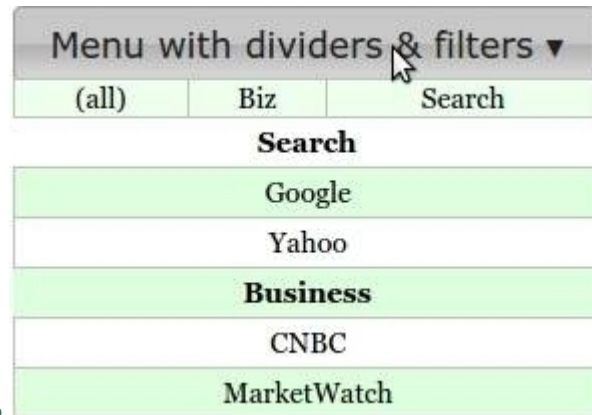 Menu with dividers & filters ▾
(all) Biz Search
Search
Google
Yahoo
Business
CNBC
MarketWatch